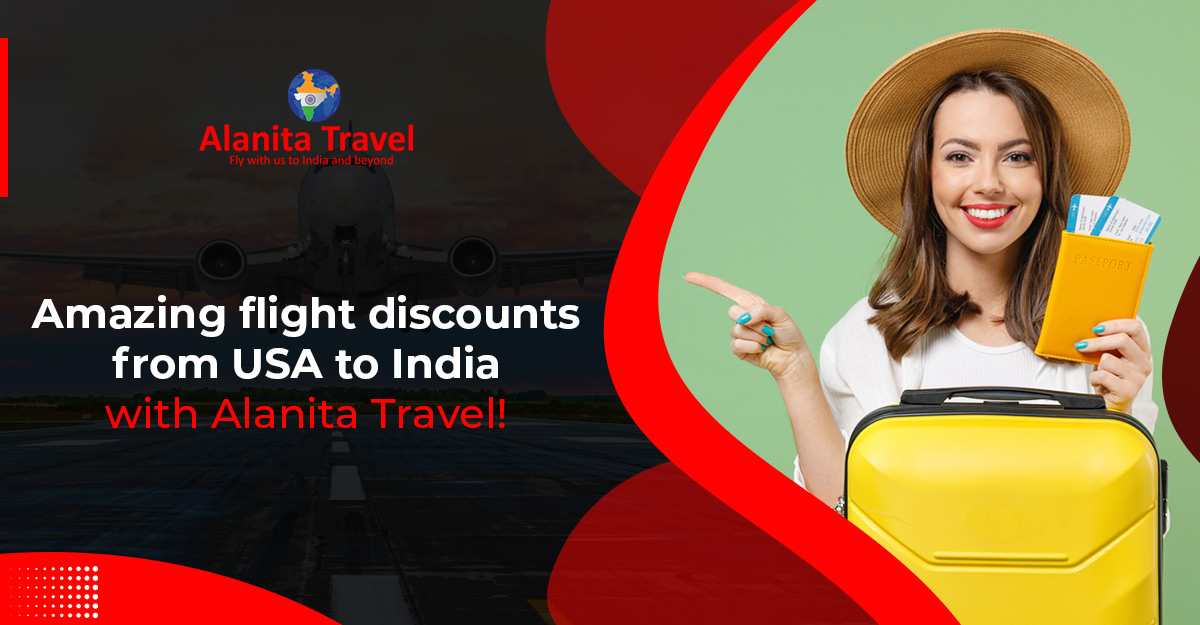 Alanita Travel
Fly with us to India and beyond
Amazing flight discounts
from USA to India
with Alanita Travel!
PASSPORT